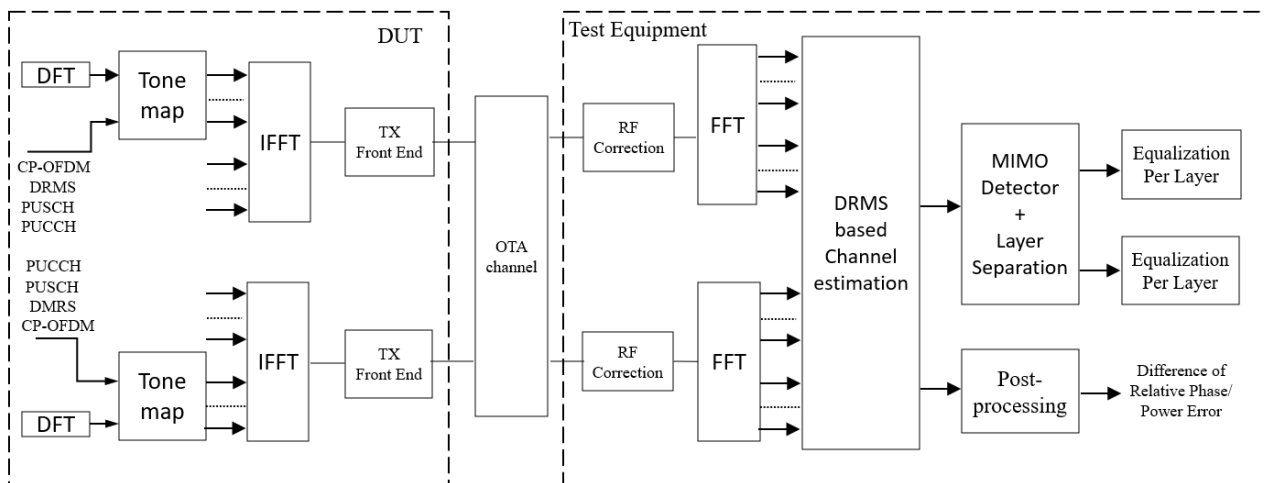 DUT
Test Equipment
DFT
Tone
map
CP-OFDM
DRMS
PUSCH
PUCCH
IFFT
TX
Front End
PUCCH
PUSCH
DMRS
CP-OFDM
DFT
Tone
map
IFFT
TX
Front End
OTA
channel
RF
Correction
FFT
RF
Correction
FFT
DRMS
based
Channel
estimation
MIMO
Detector
+
Layer
Separation
Equalization
Per Layer
Equalization
Per Layer
Post-
processing
Difference of
Relative Phase/
Power Error